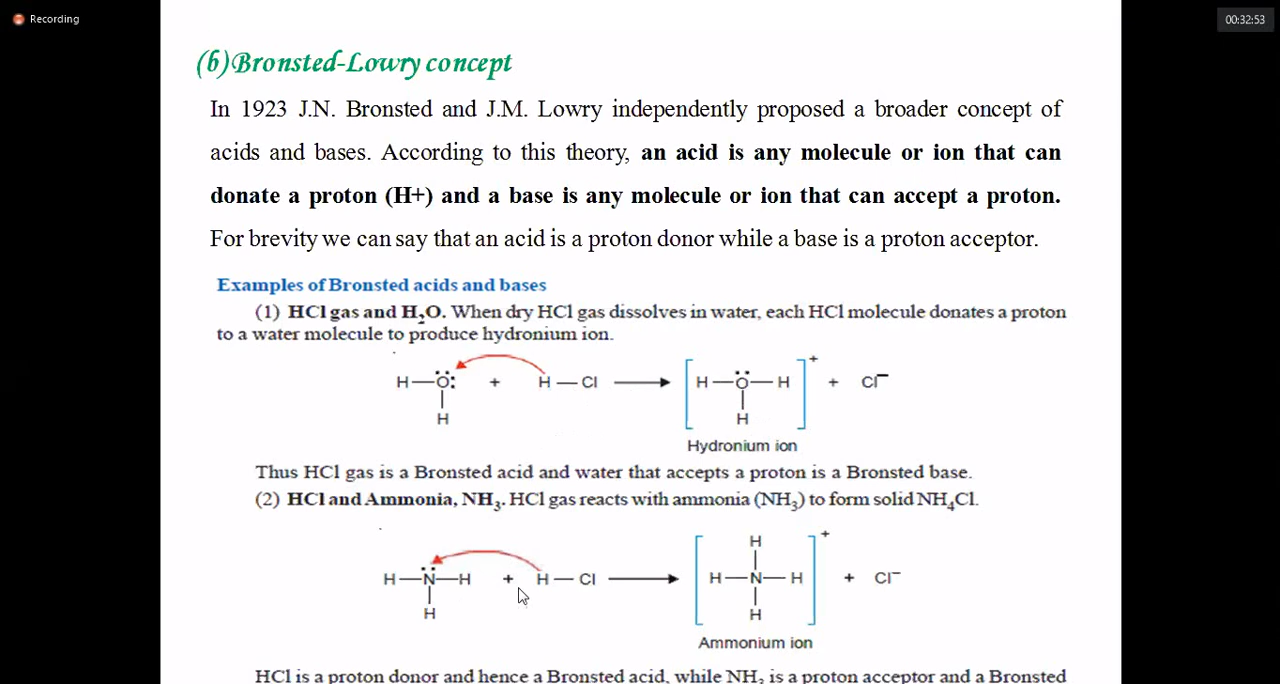 Recording
00:32:53
(b)Bronsted-Lowry concept
In 1923 J.N. Bronsted and J.M. Lowry independently proposed a broader concept of
acids and bases. According to this theory, an acid is any molecule or ion that can
donate a proton (H+) and a base is any molecule or ion that can accept a proton.
For brevity we can say that an acid is a proton donor while a base is a proton acceptor.
Examples of Bronsted acids and bases
(1) HCl gas and H₂O. When dry HCl gas dissolves in water, each HCl molecule donates a proton
to a water molecule to produce hydronium ion.
H—O: + H—Cl ⟶ [H—O—H]⁺ + Cl⁻
H H
Hydronium ion
Thus HCl gas is a Bronsted acid and water that accepts a proton is a Bronsted base.
(2) HCl and Ammonia, NH₃. HCl gas reacts with ammonia (NH₃) to form solid NH₄Cl.
H
H—N—H + H—Cl ⟶ [H—N—H]⁺ + Cl⁻
H H
Ammonium ion
HCl is a proton donor and hence a Bronsted acid, while NH₃ is a proton acceptor and a Bronsted